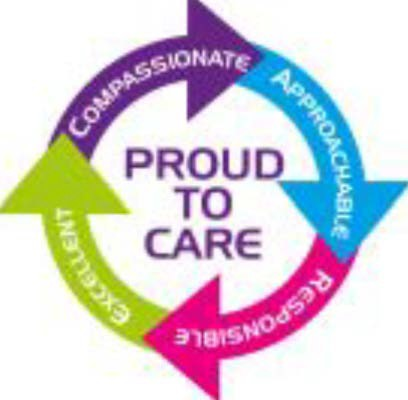 COMPASSIONATE
APPROACHABLE
RESPONSIBLE
EXCELLENT
PROUD
TO
CARE